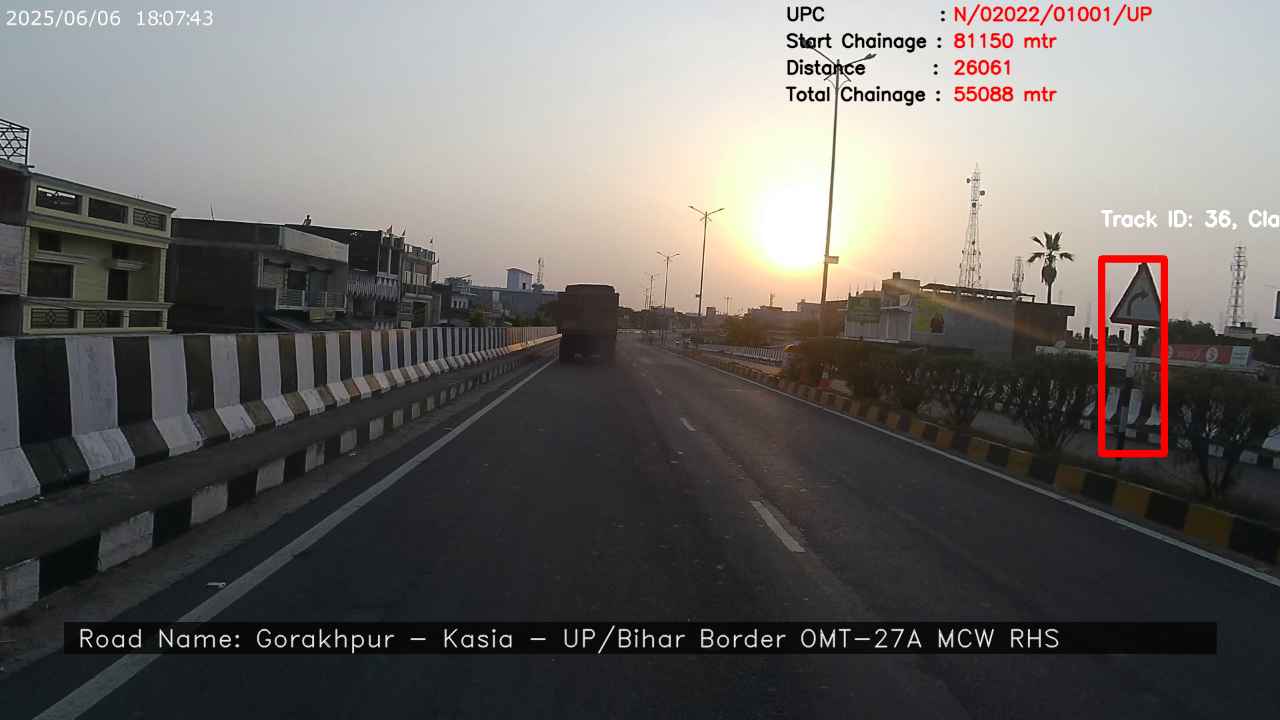 2025/06/06 18:07:43
UPC : N/02022/01001/UP
Start Chainage : 81150 mtr
Distance : 26061
Total Chainage : 55088 mtr
Track ID: 36, Cla
Road Name: Gorakhpur - Kasia - UP/Bihar Border OMT-27A MCW RHS